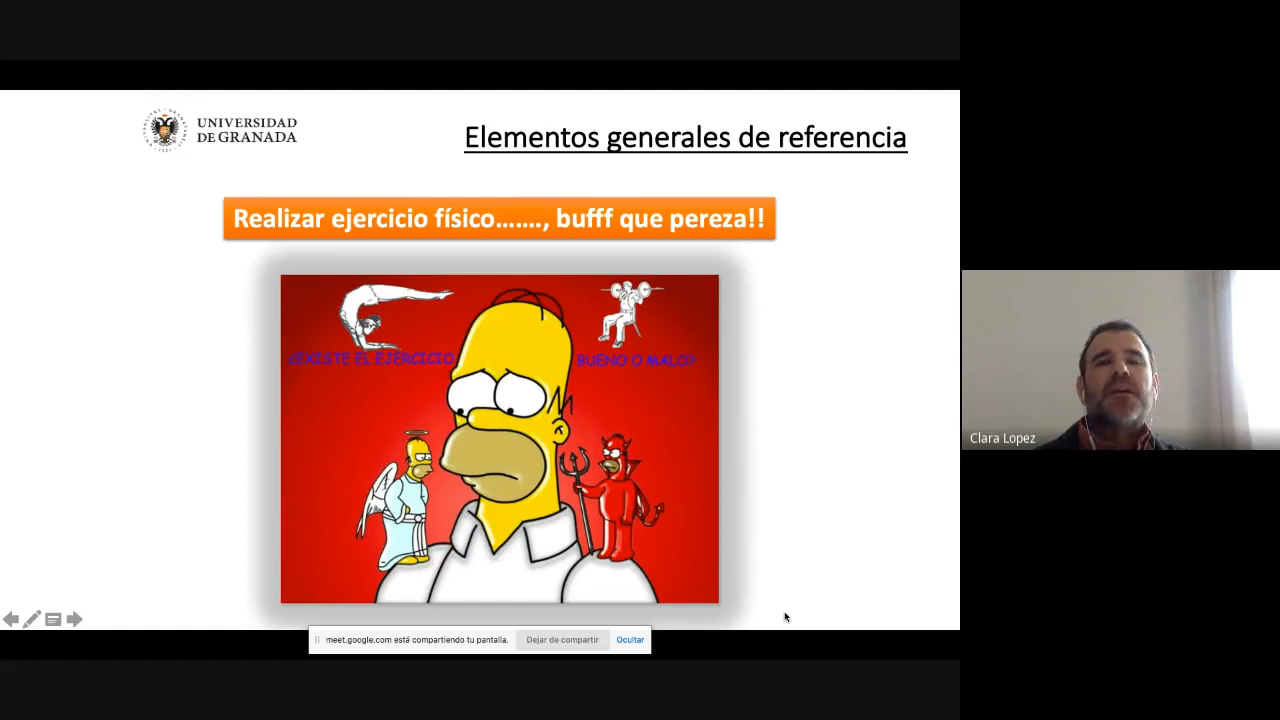 UNIVERSIDAD
DE GRANADA
Elementos generales de referencia
Realizar ejercicio físico……., bufff que pereza!!
¿EXISTE EL EJERCICIO
BUENO O MALO?
Clara Lopez
meet.google.com está compartiendo tu pantalla.
Dejar de compartir
Ocultar